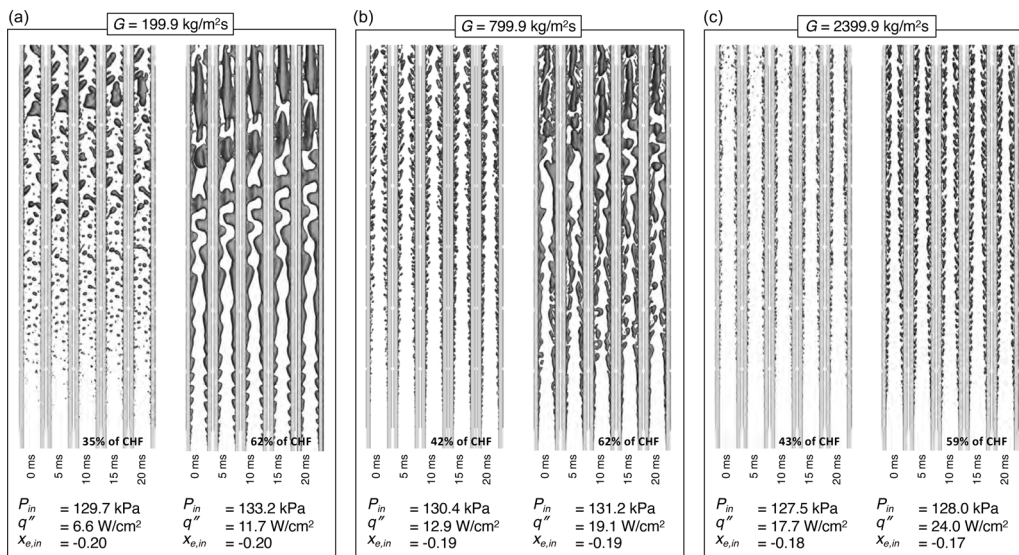 (a)
G = 199.9 kg/m²s
35% of CHF
62% of CHF
0 ms
5 ms
10 ms
15 ms
20 ms
0 ms
5 ms
10 ms
15 ms
20 ms
P_in = 129.7 kPa
q″ = 6.6 W/cm²
x_e,in = -0.20
P_in = 133.2 kPa
q″ = 11.7 W/cm²
x_e,in = -0.20
(b)
G = 799.9 kg/m²s
42% of CHF
62% of CHF
0 ms
5 ms
10 ms
15 ms
20 ms
0 ms
5 ms
10 ms
15 ms
20 ms
P_in = 130.4 kPa
q″ = 12.9 W/cm²
x_e,in = -0.19
P_in = 131.2 kPa
q″ = 19.1 W/cm²
x_e,in = -0.19
(c)
G = 2399.9 kg/m²s
43% of CHF
59% of CHF
0 ms
5 ms
10 ms
15 ms
20 ms
0 ms
5 ms
10 ms
15 ms
20 ms
P_in = 127.5 kPa
q″ = 17.7 W/cm²
x_e,in = -0.18
P_in = 128.0 kPa
q″ = 24.0 W/cm²
x_e,in = -0.17